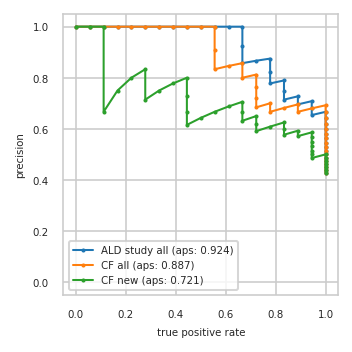 1.0
0.8
0.6
0.4
0.2
0.0
precision
ALD study all (aps: 0.924)
CF all (aps: 0.887)
CF new (aps: 0.721)
0.0 0.2 0.4 0.6 0.8 1.0
true positive rate